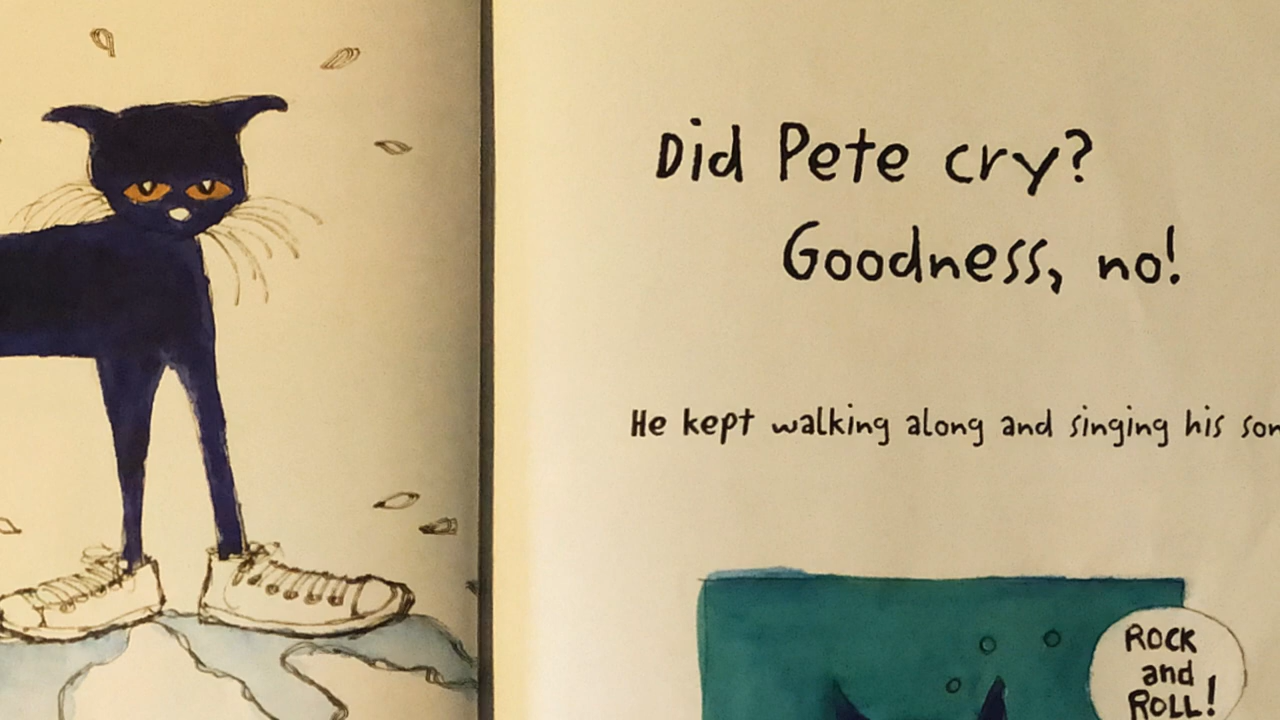 Did Pete cry?
Goodness, no!
He kept walking along and singing his
ROCK
and
ROLL!